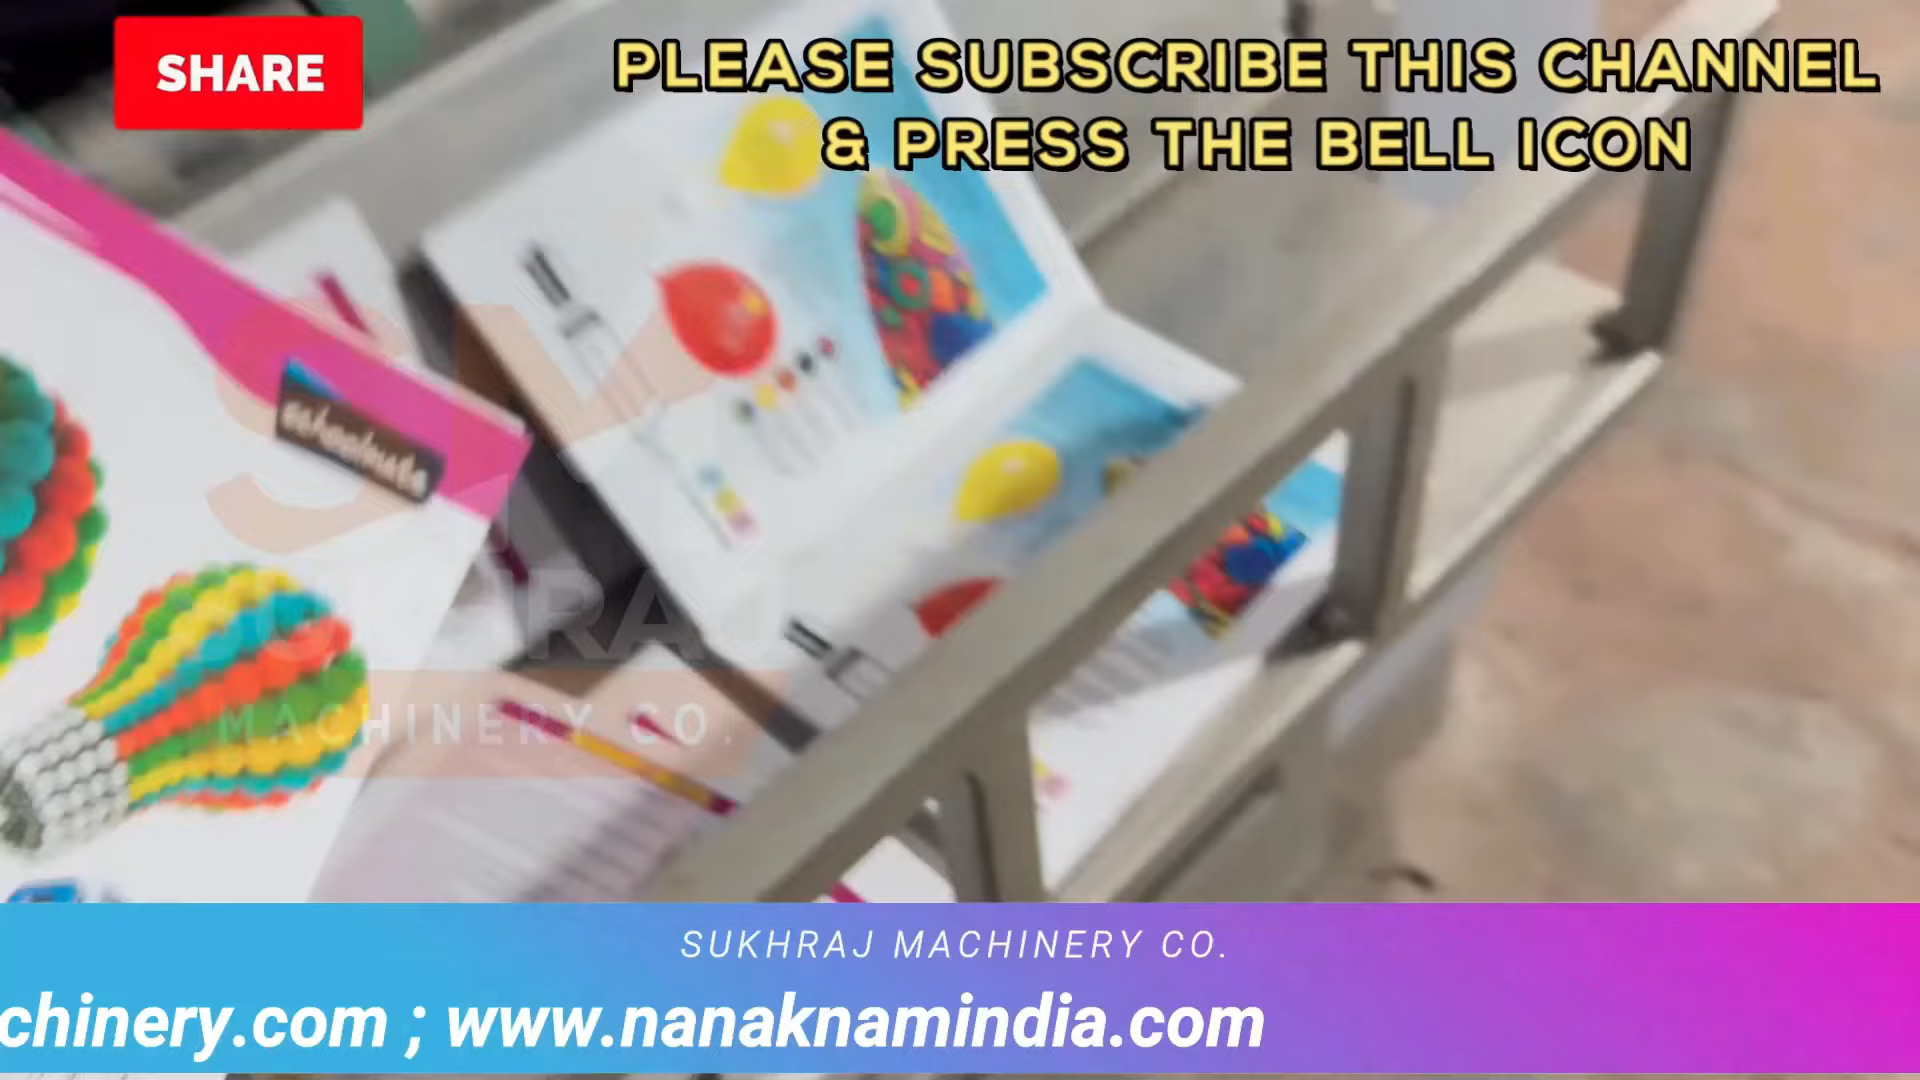 SHARE
PLEASE SUBSCRIBE THIS CHANNEL
& PRESS THE BELL ICON
SUKHRAJ
MACHINERY CO.
SUKHRAJ MACHINERY CO.
chinery.com ; www.nanaknamindia.com